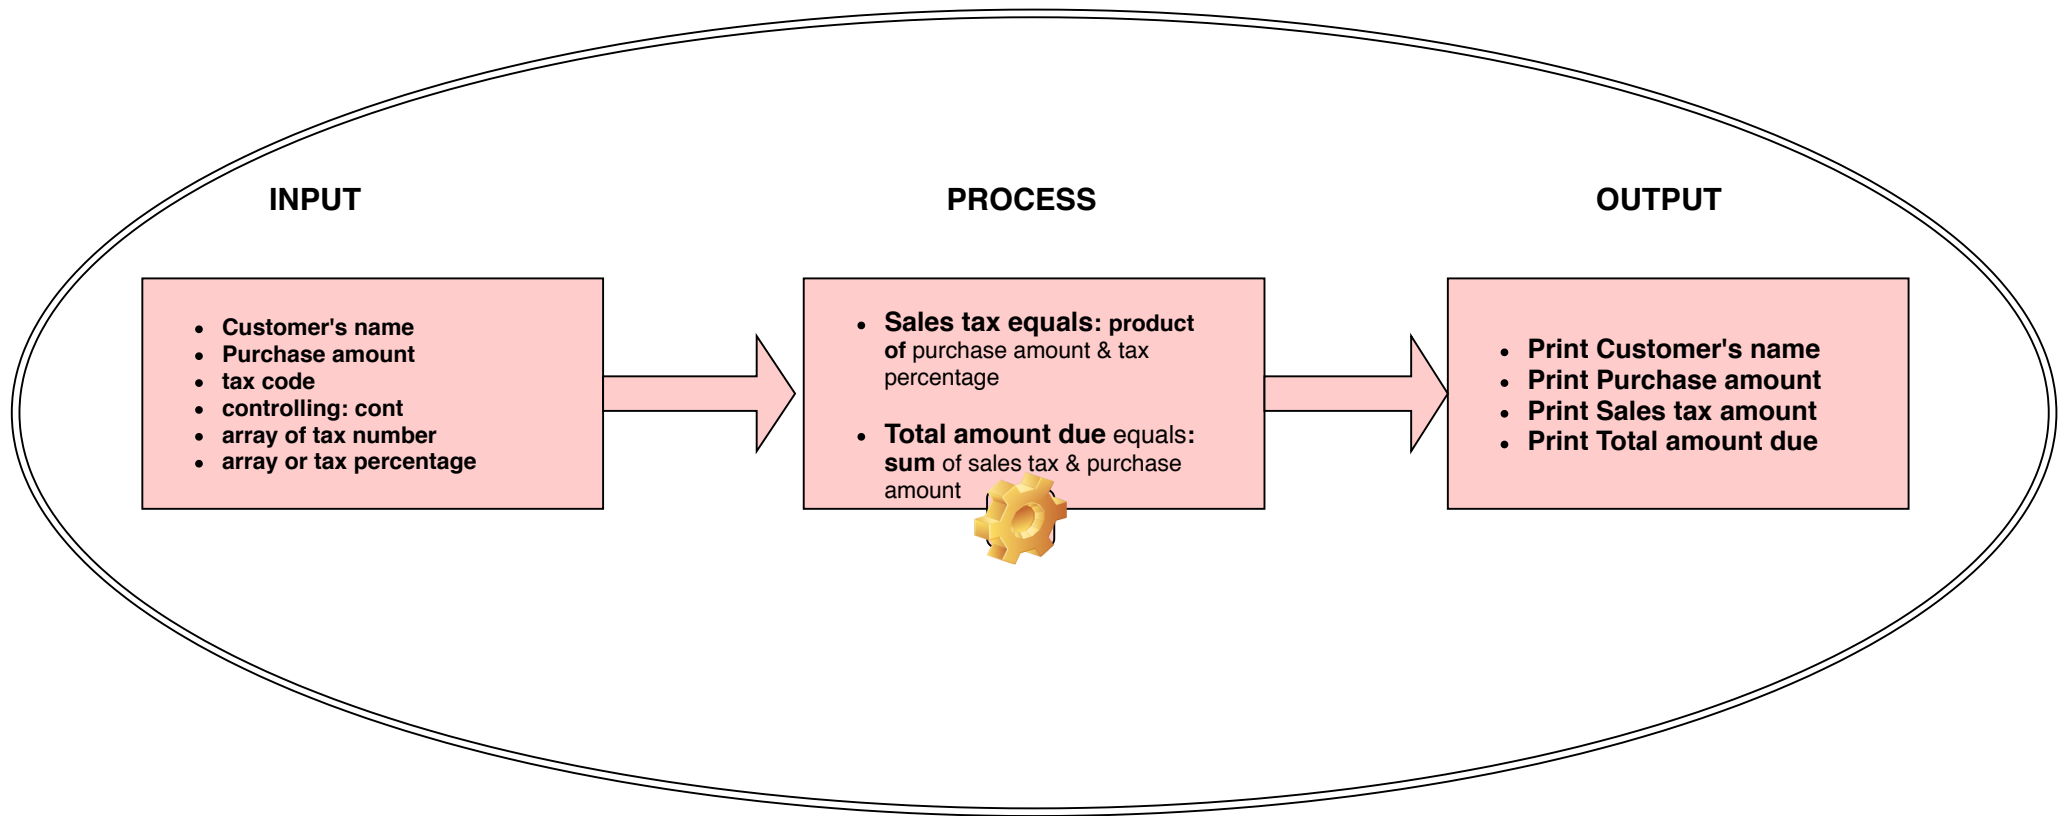 INPUT
PROCESS
OUTPUT
• Customer's name
• Purchase amount
• tax code
• controlling: cont
• array of tax number
• array or tax percentage
• Sales tax equals: product
of purchase amount & tax
percentage
• Total amount due equals:
sum of sales tax & purchase
amount
• Print Customer's name
• Print Purchase amount
• Print Sales tax amount
• Print Total amount due